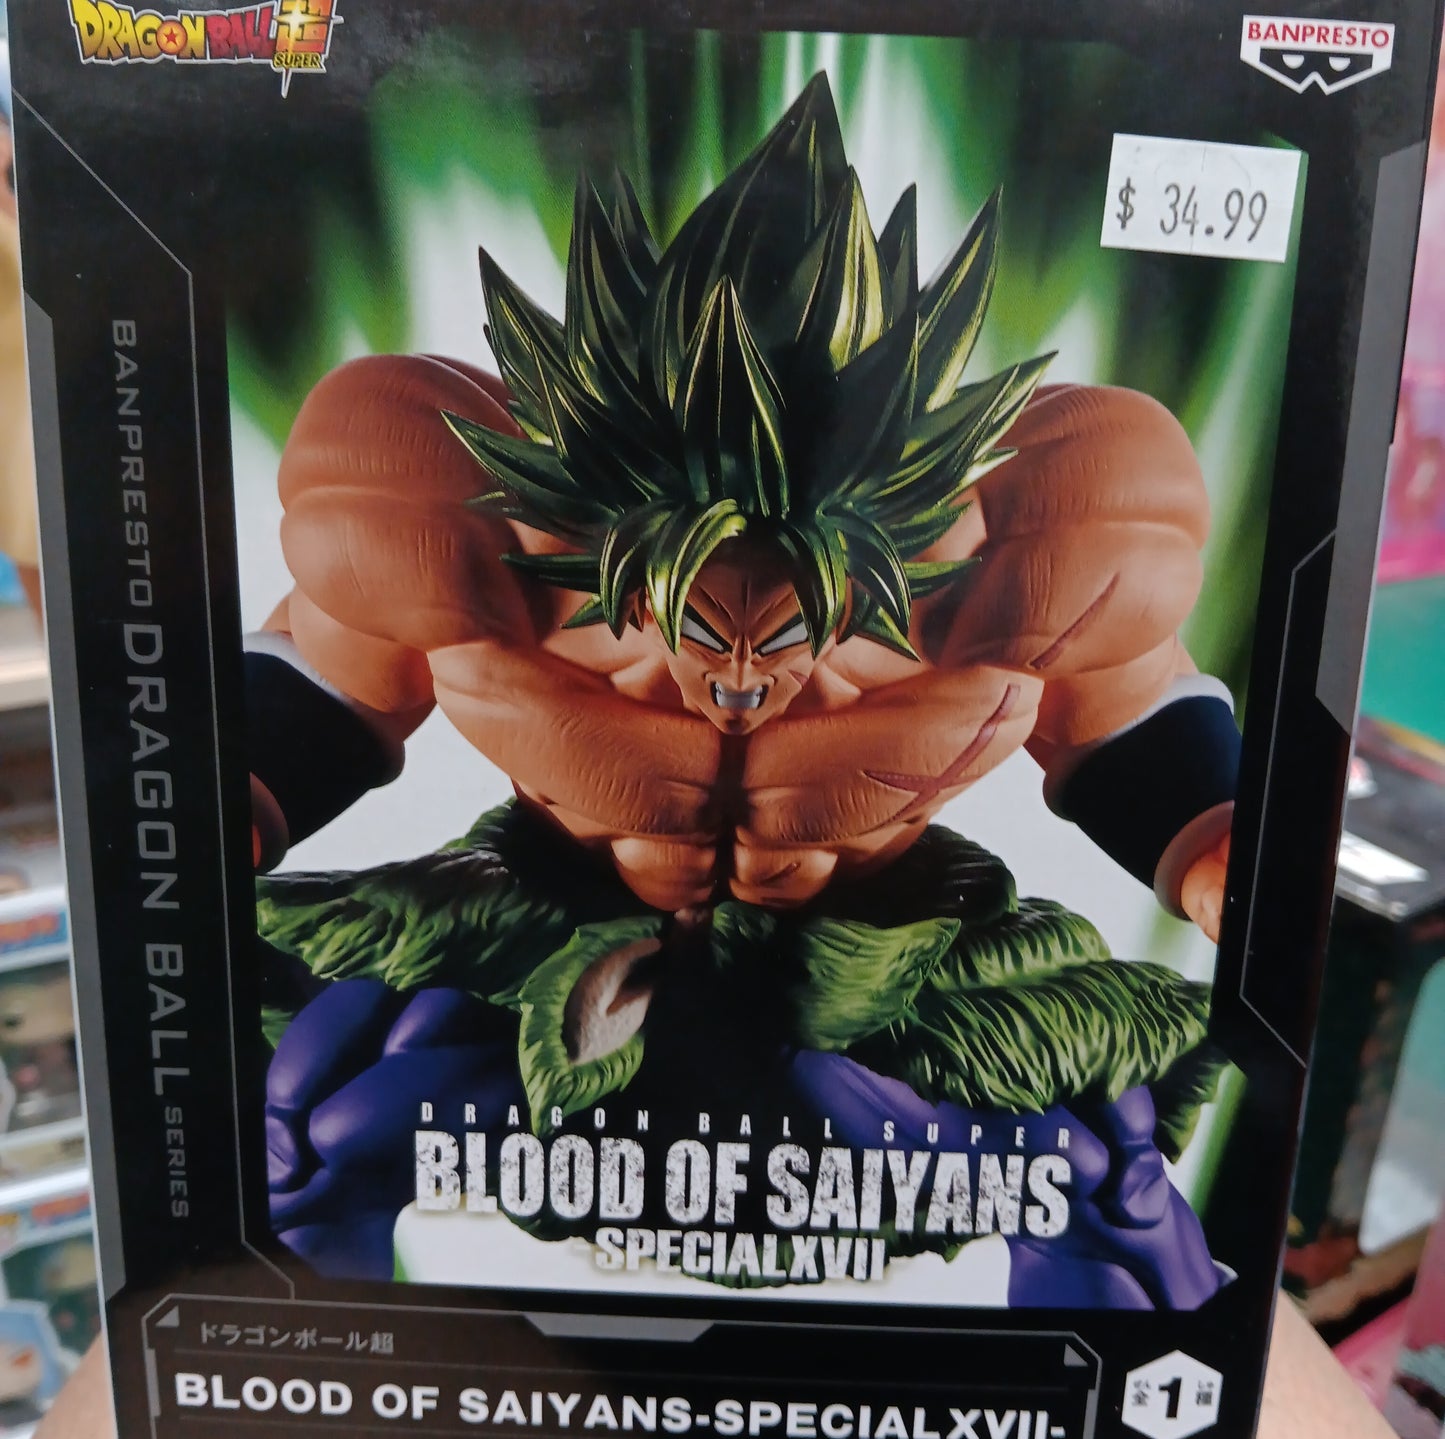 DRAGON BALL 超
SUPER
BANPRESTO
$ 34.99
BANPRESTO DRAGON BALL SERIES
DRAGON BALL SUPER
BLOOD OF SAIYANS
-SPECIALXVII-
ドラゴンボール超
BLOOD OF SAIYANS-SPECIALXVII-
全1種